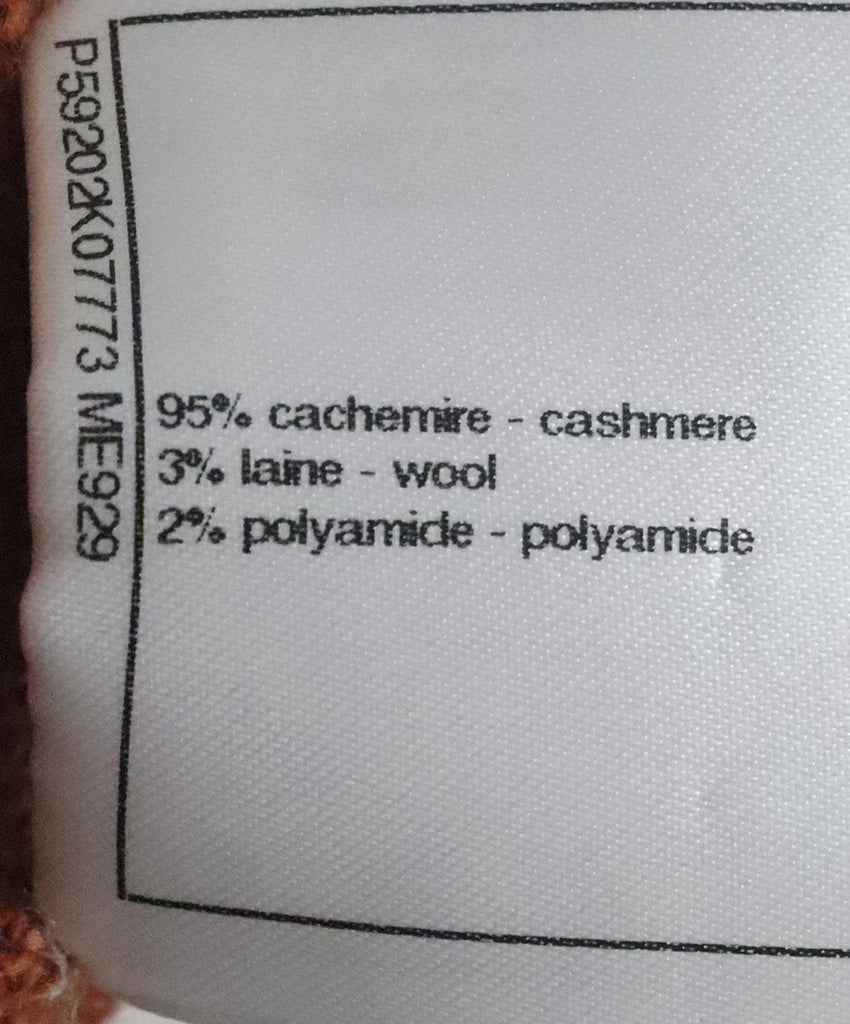 P59202K07773 ME929
95% cachemire - cashmere
3% laine - wool
2% polyamide - polyamide